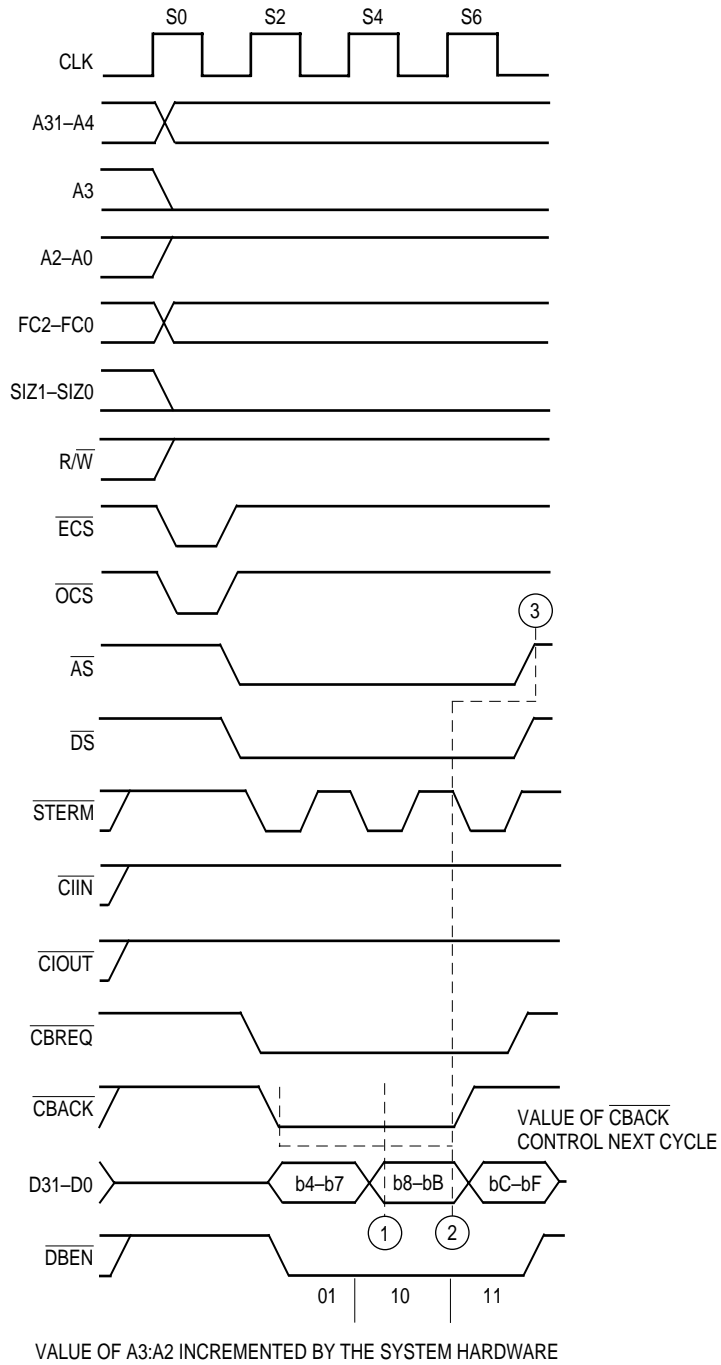 S0 S2 S4 S6
CLK
A31–A4
A3
A2–A0
FC2–FC0
SIZ1–SIZ0
R/W
ECS
OCS
3
AS
DS
STERM
CIIN
CIOUT
CBREQ
CBACK
VALUE OF CBACK
CONTROL NEXT CYCLE
D31–D0 b4–b7 b8–bB bC–bF
1 2
DBEN
01 10 11
VALUE OF A3:A2 INCREMENTED BY THE SYSTEM HARDWARE